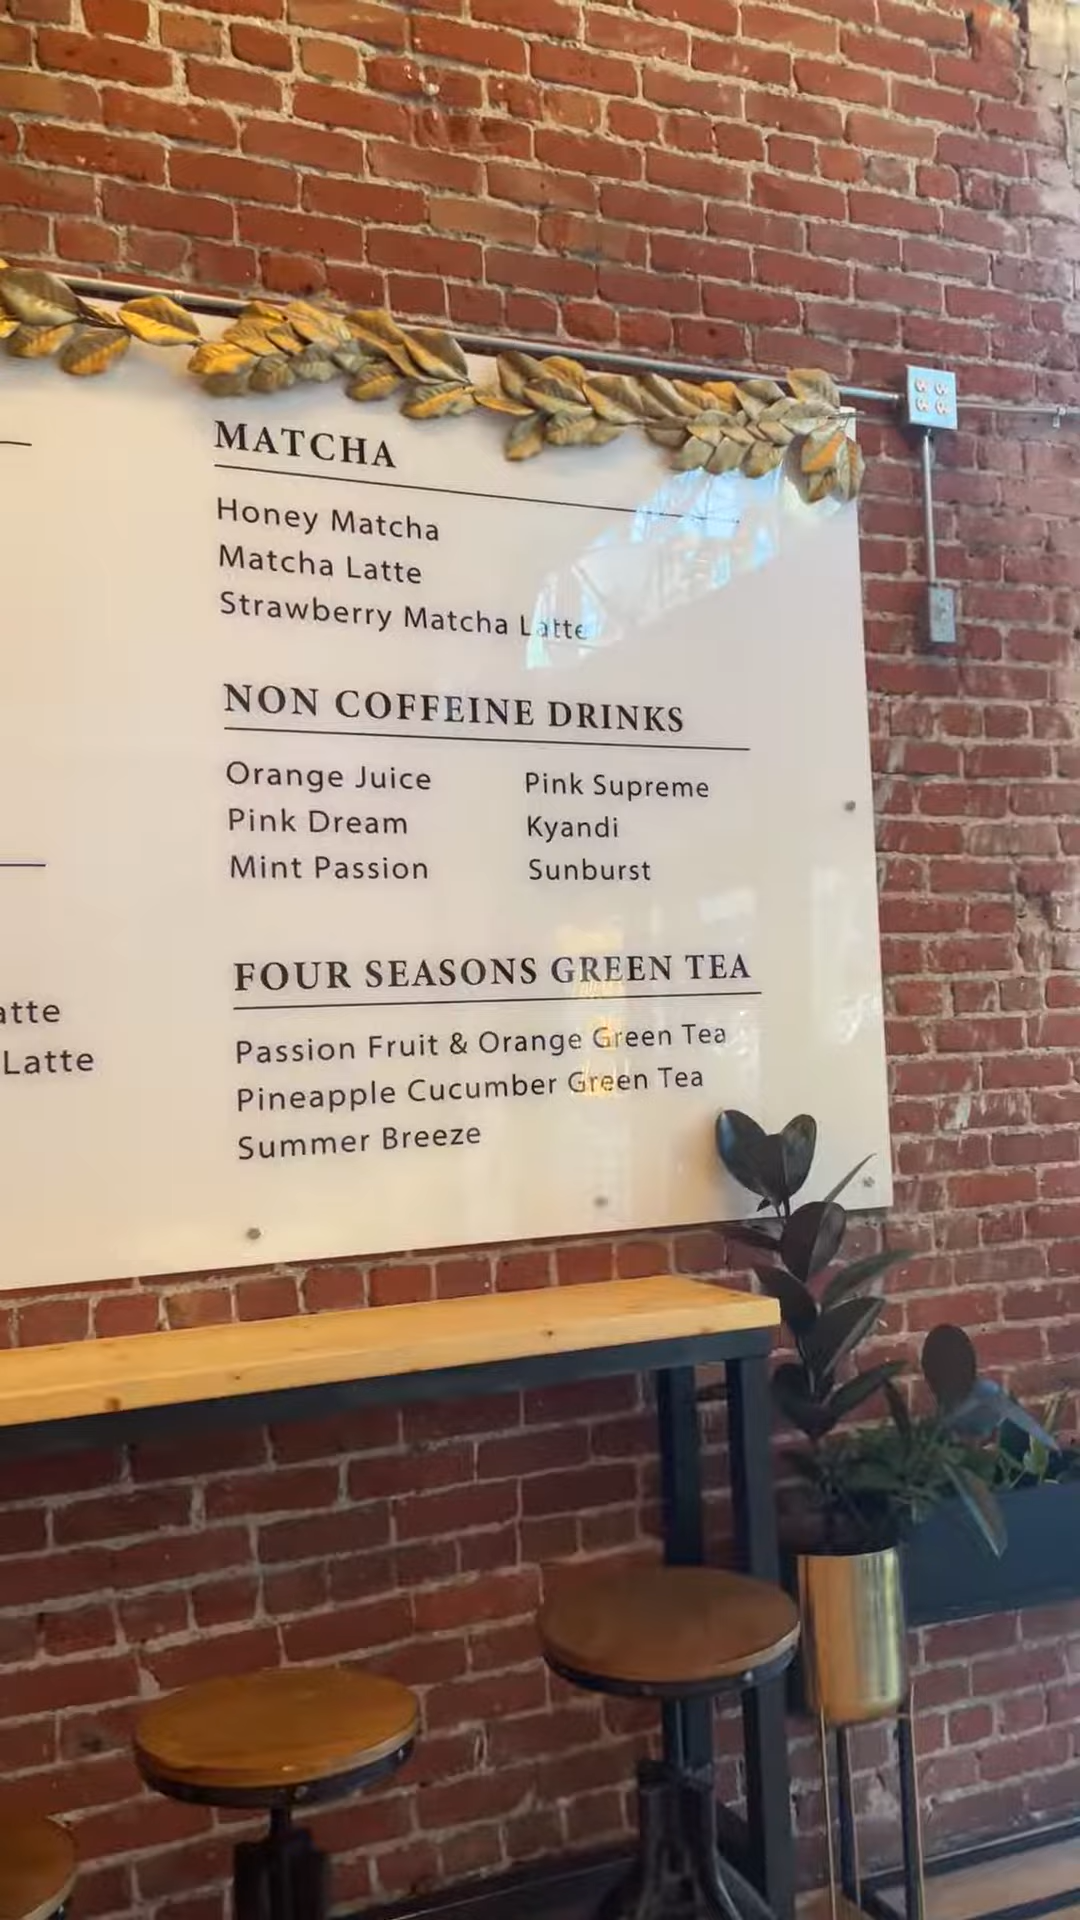 MATCHA
Honey Matcha
Matcha Latte
Strawberry Matcha Latte
NON COFFEINE DRINKS
Orange Juice
Pink Dream
Mint Passion
Pink Supreme
Kyandi
Sunburst
FOUR SEASONS GREEN TEA
Passion Fruit & Orange Green Tea
Pineapple Cucumber Green Tea
Summer Breeze
atte
Latte